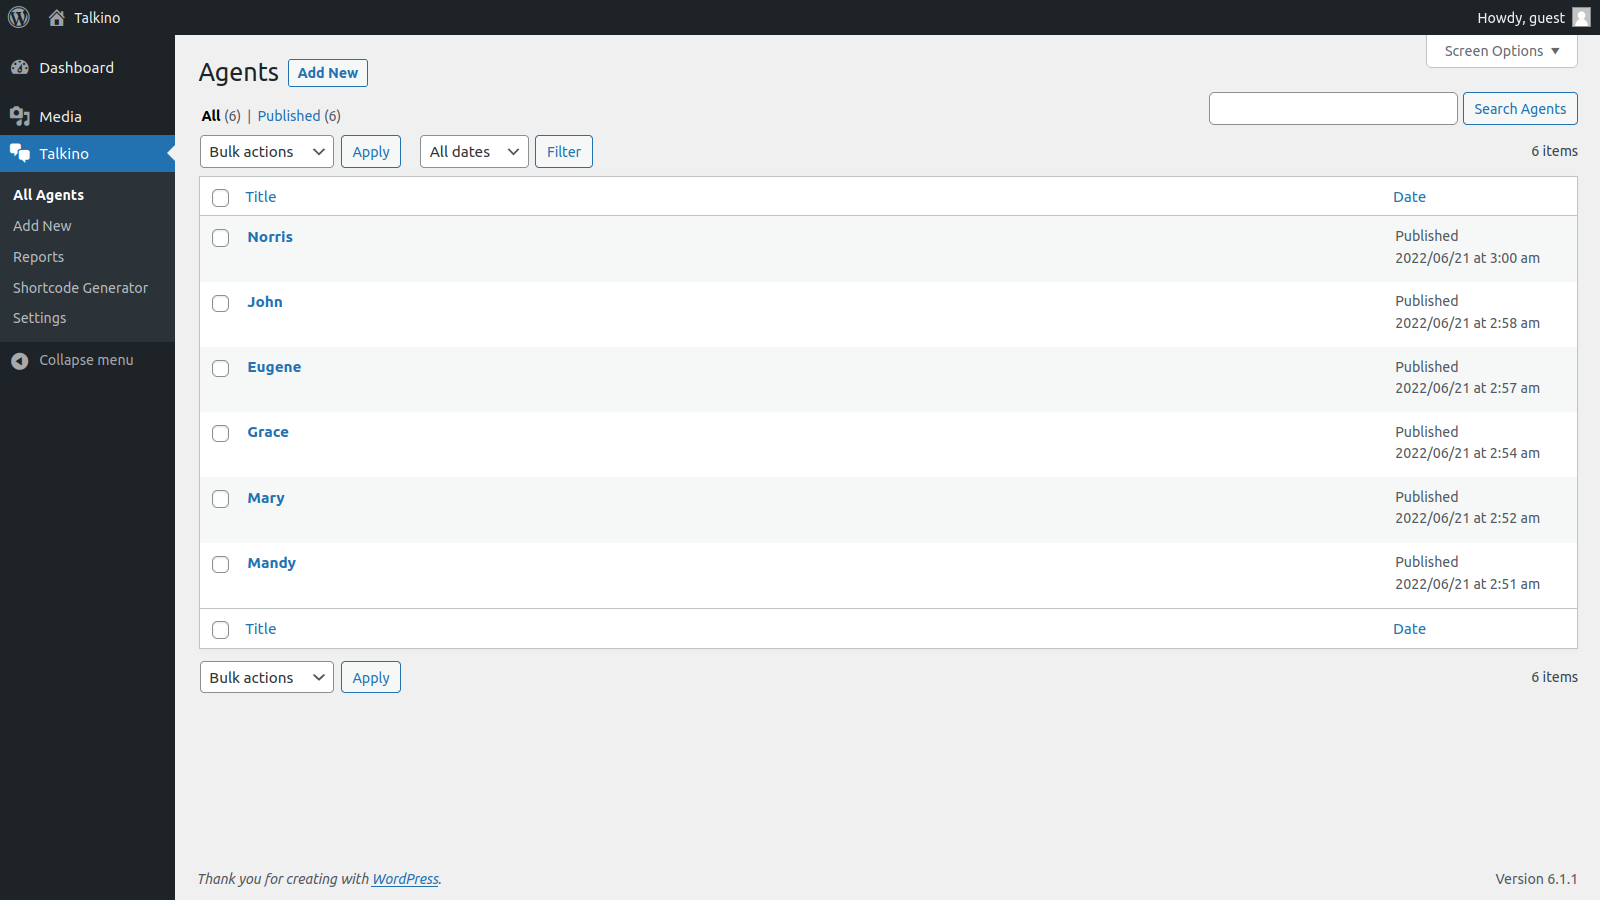 Talkino
Howdy, guest
Dashboard
Media
Talkino
All Agents
Add New
Reports
Shortcode Generator
Settings
Collapse menu
Screen Options
Agents Add New
All (6) | Published (6)
Search Agents
Bulk actions Apply All dates Filter 6 items
Title Date
Norris Published
2022/06/21 at 3:00 am
John Published
2022/06/21 at 2:58 am
Eugene Published
2022/06/21 at 2:57 am
Grace Published
2022/06/21 at 2:54 am
Mary Published
2022/06/21 at 2:52 am
Mandy Published
2022/06/21 at 2:51 am
Title Date
Bulk actions Apply 6 items
Thank you for creating with WordPress. Version 6.1.1